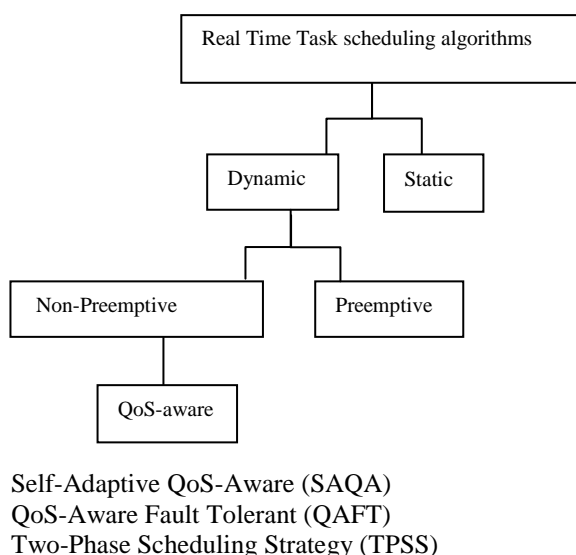 Real Time Task scheduling algorithms
Dynamic
Static
Non-Preemptive
Preemptive
QoS-aware
Self-Adaptive QoS-Aware (SAQA)
QoS-Aware Fault Tolerant (QAFT)
Two-Phase Scheduling Strategy (TPSS)